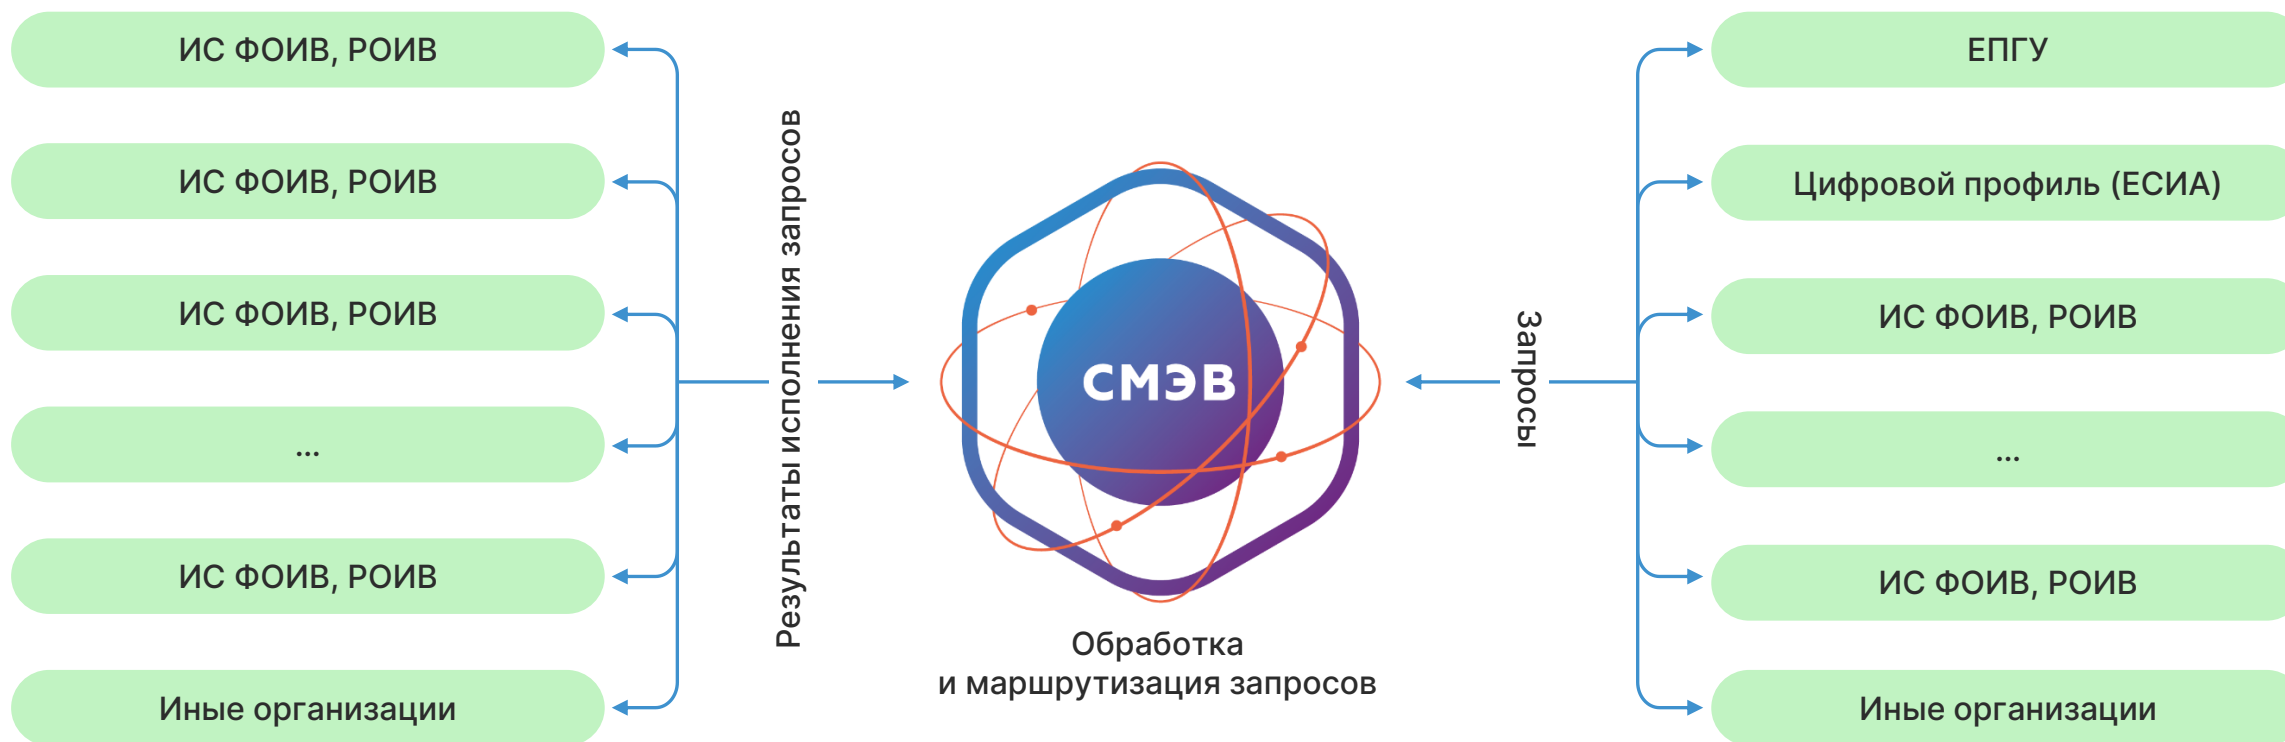 ИС ФОИВ, РОИВ
ИС ФОИВ, РОИВ
ИС ФОИВ, РОИВ
...
ИС ФОИВ, РОИВ
Иные организации
Результаты исполнения запросов
СМЭВ
Обработка
и маршрутизация запросов
Запросы
ЕПГУ
Цифровой профиль (ЕСИА)
ИС ФОИВ, РОИВ
...
ИС ФОИВ, РОИВ
Иные организации